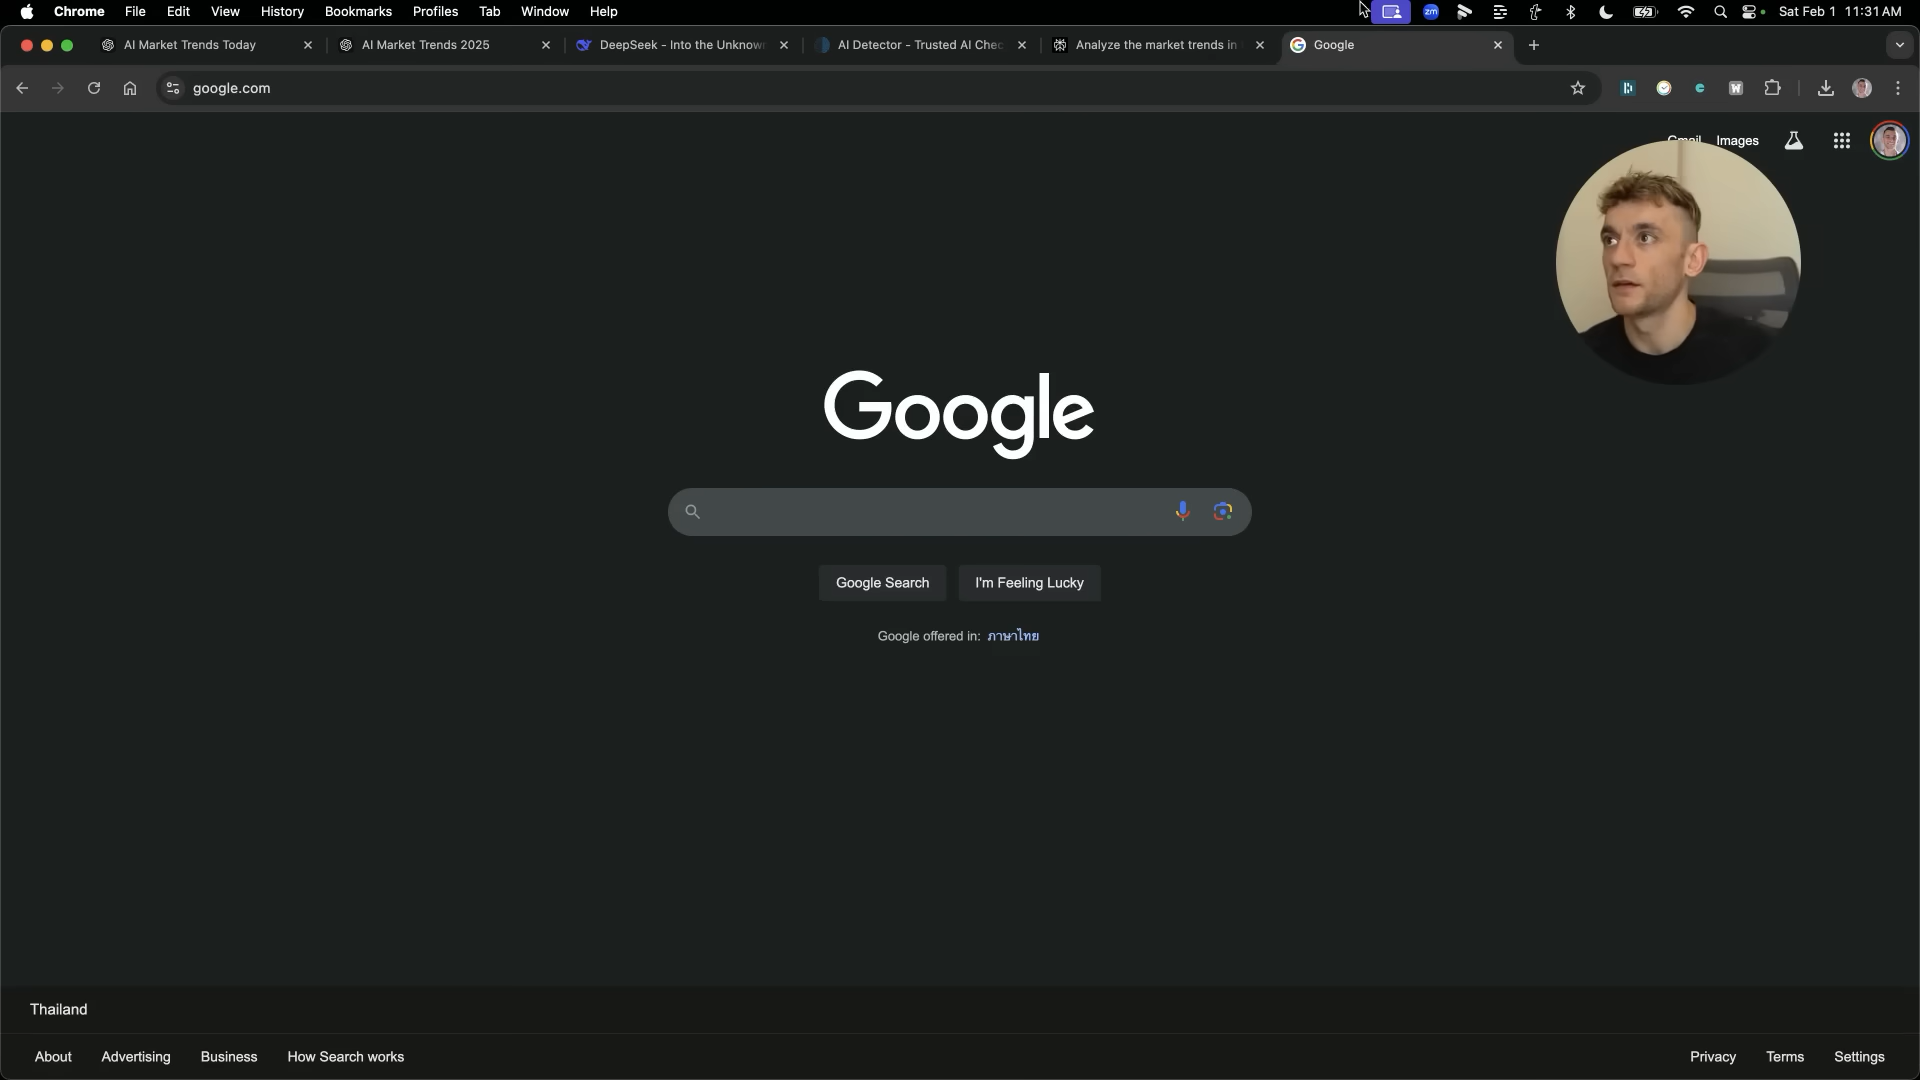 Chrome File Edit View History Bookmarks Profiles Tab Window Help zm Sat Feb 1 11:31 AM
AI Market Trends Today AI Market Trends 2025 DeepSeek - Into the Unknown AI Detector - Trusted AI Chec Analyze the market trends in Google
google.com
Gmail Images
Google
Google Search I'm Feeling Lucky
Google offered in: ภาษาไทย
Thailand
About Advertising Business How Search works Privacy Terms Settings